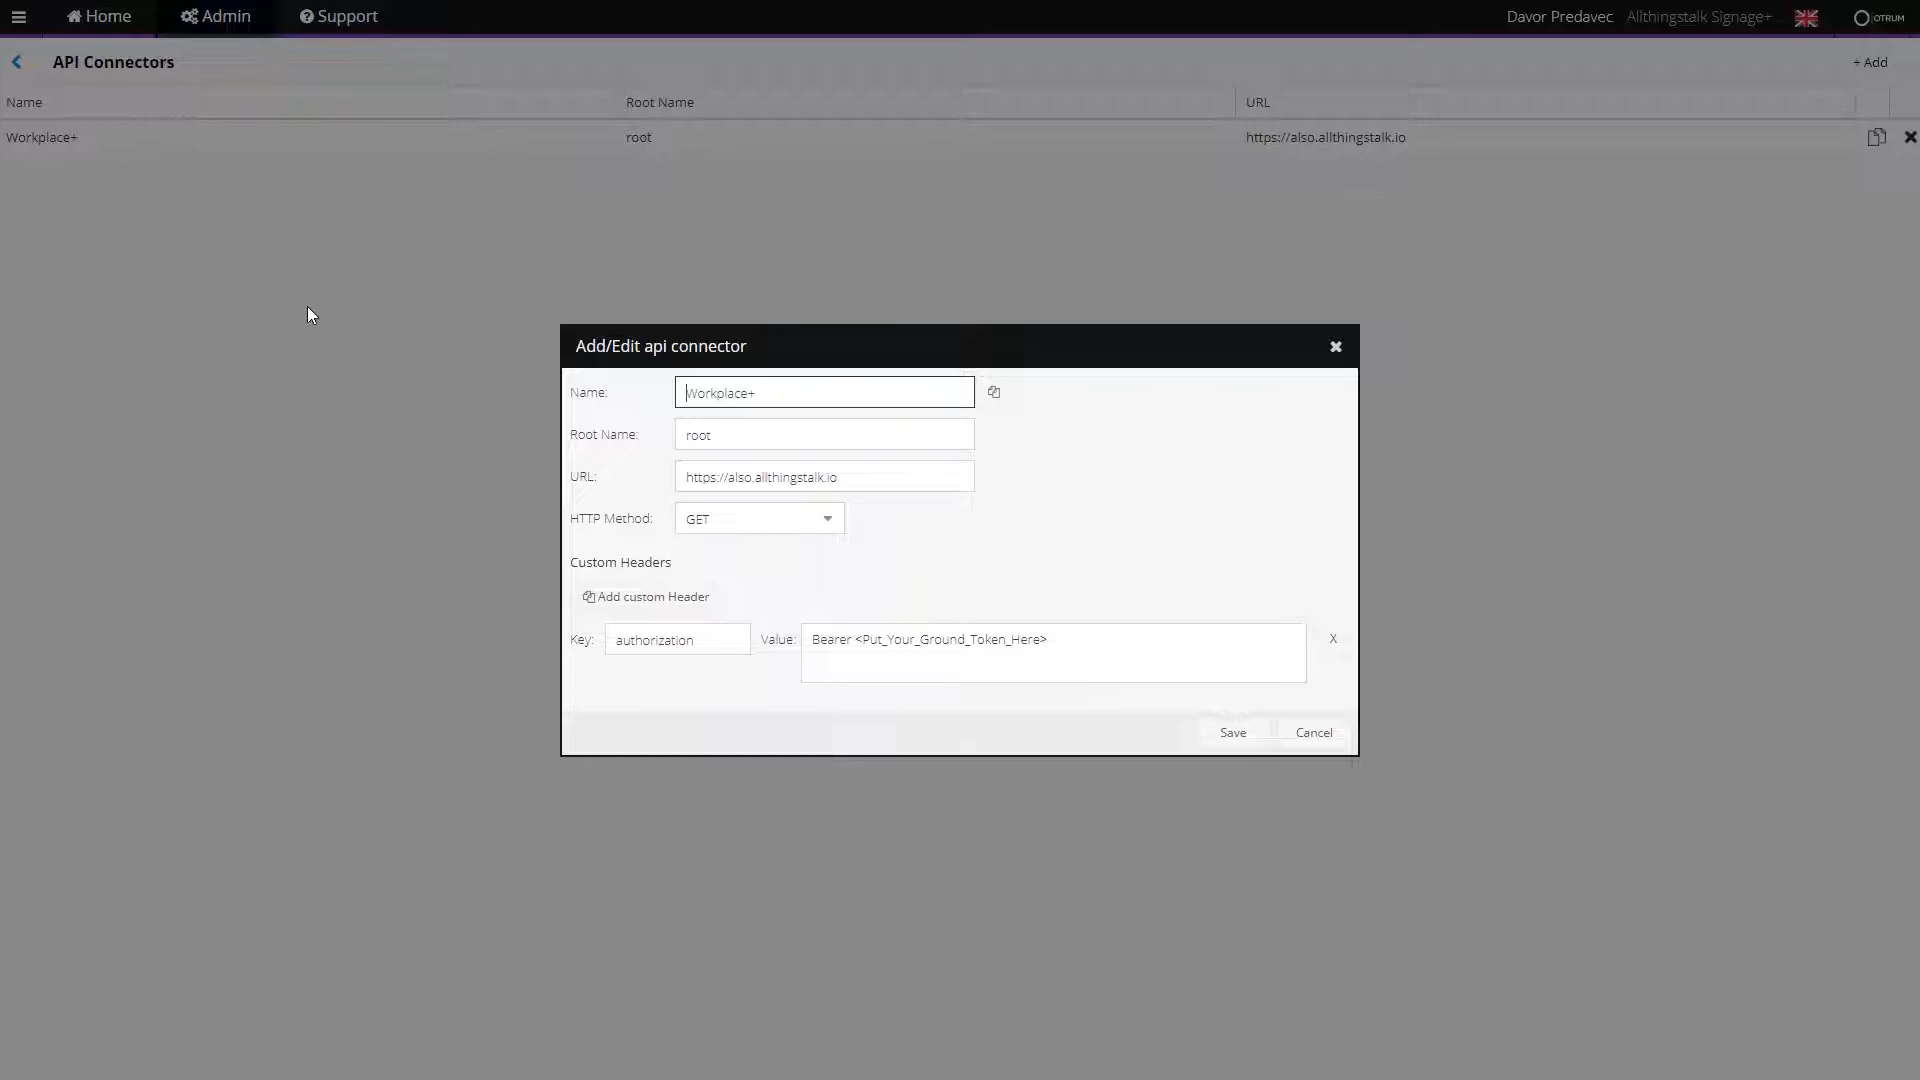 Home Admin Support Davor Predavec Allthingstalk Signage+ OTRUM
API Connectors + Add
Name Root Name URL
Workplace+ root https://also.allthingstalk.io
Add/Edit api connector
Name: Workplace+
Root Name: root
URL: https://also.allthingstalk.io
HTTP Method: GET
Custom Headers
Add custom Header
Key: authorization Value: Bearer <Put_Your_Ground_Token_Here> X
Save Cancel